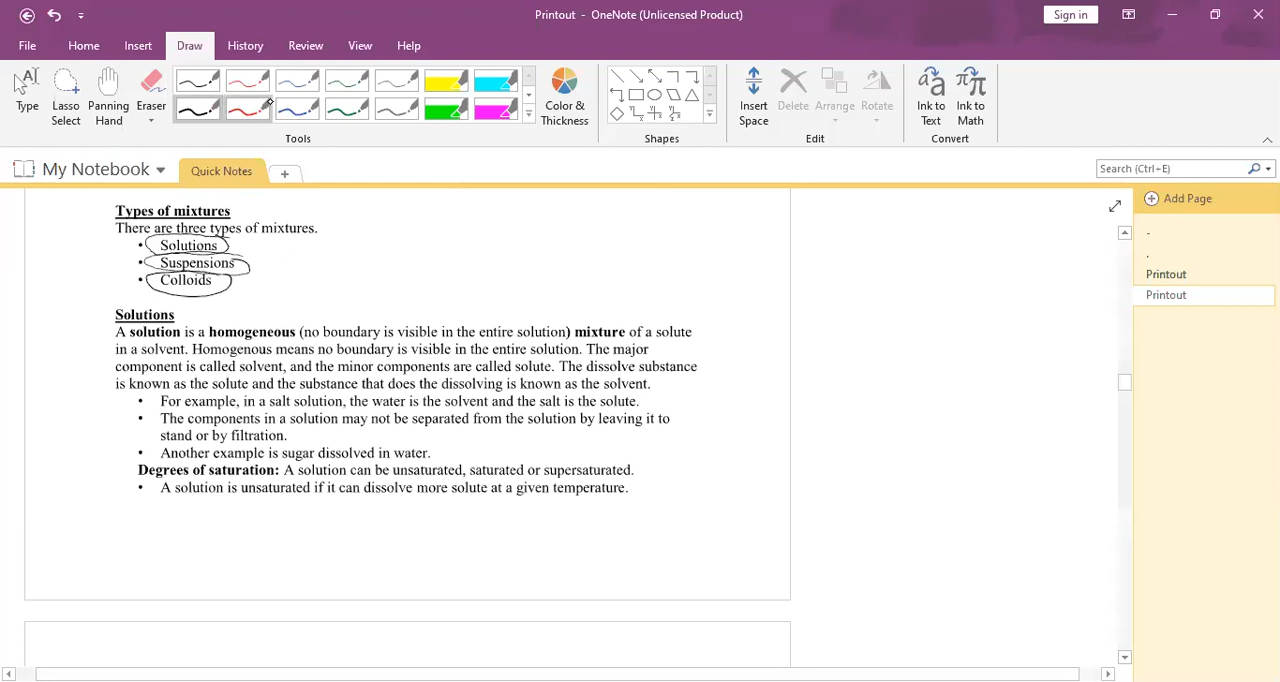 Printout - OneNote (Unlicensed Product)
Sign in
File Home Insert Draw History Review View Help
Type
Lasso Select
Panning Hand
Eraser
Color & Thickness
Insert Space
Delete
Arrange
Rotate
Ink to Text
Ink to Math
Tools
Shapes
Edit
Convert
My Notebook
Quick Notes
Search (Ctrl+E)
Add Page
-
.
Printout
Printout
Types of mixtures
There are three types of mixtures.
• Solutions
• Suspensions
• Colloids
Solutions
A solution is a homogeneous (no boundary is visible in the entire solution) mixture of a solute
in a solvent. Homogenous means no boundary is visible in the entire solution. The major
component is called solvent, and the minor components are called solute. The dissolve substance
is known as the solute and the substance that does the dissolving is known as the solvent.
• For example, in a salt solution, the water is the solvent and the salt is the solute.
• The components in a solution may not be separated from the solution by leaving it to
stand or by filtration.
• Another example is sugar dissolved in water.
Degrees of saturation: A solution can be unsaturated, saturated or supersaturated.
• A solution is unsaturated if it can dissolve more solute at a given temperature.